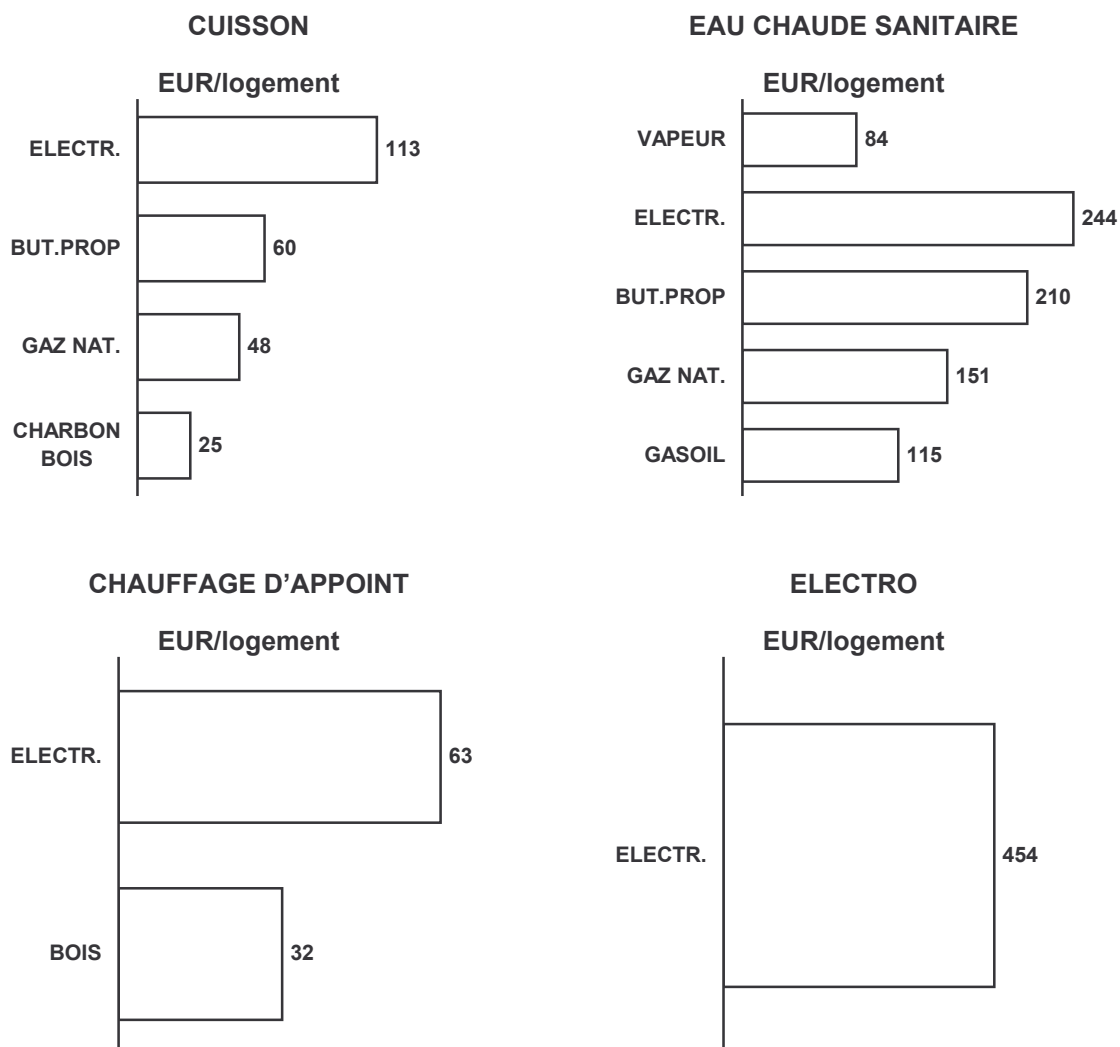 CUISSON
EUR/logement
ELECTR.
113
BUT.PROP
60
GAZ NAT.
48
CHARBON
BOIS
25
EAU CHAUDE SANITAIRE
EUR/logement
VAPEUR
84
ELECTR.
244
BUT.PROP
210
GAZ NAT.
151
GASOIL
115
CHAUFFAGE D’APPOINT
EUR/logement
ELECTR.
63
BOIS
32
ELECTRO
EUR/logement
ELECTR.
454